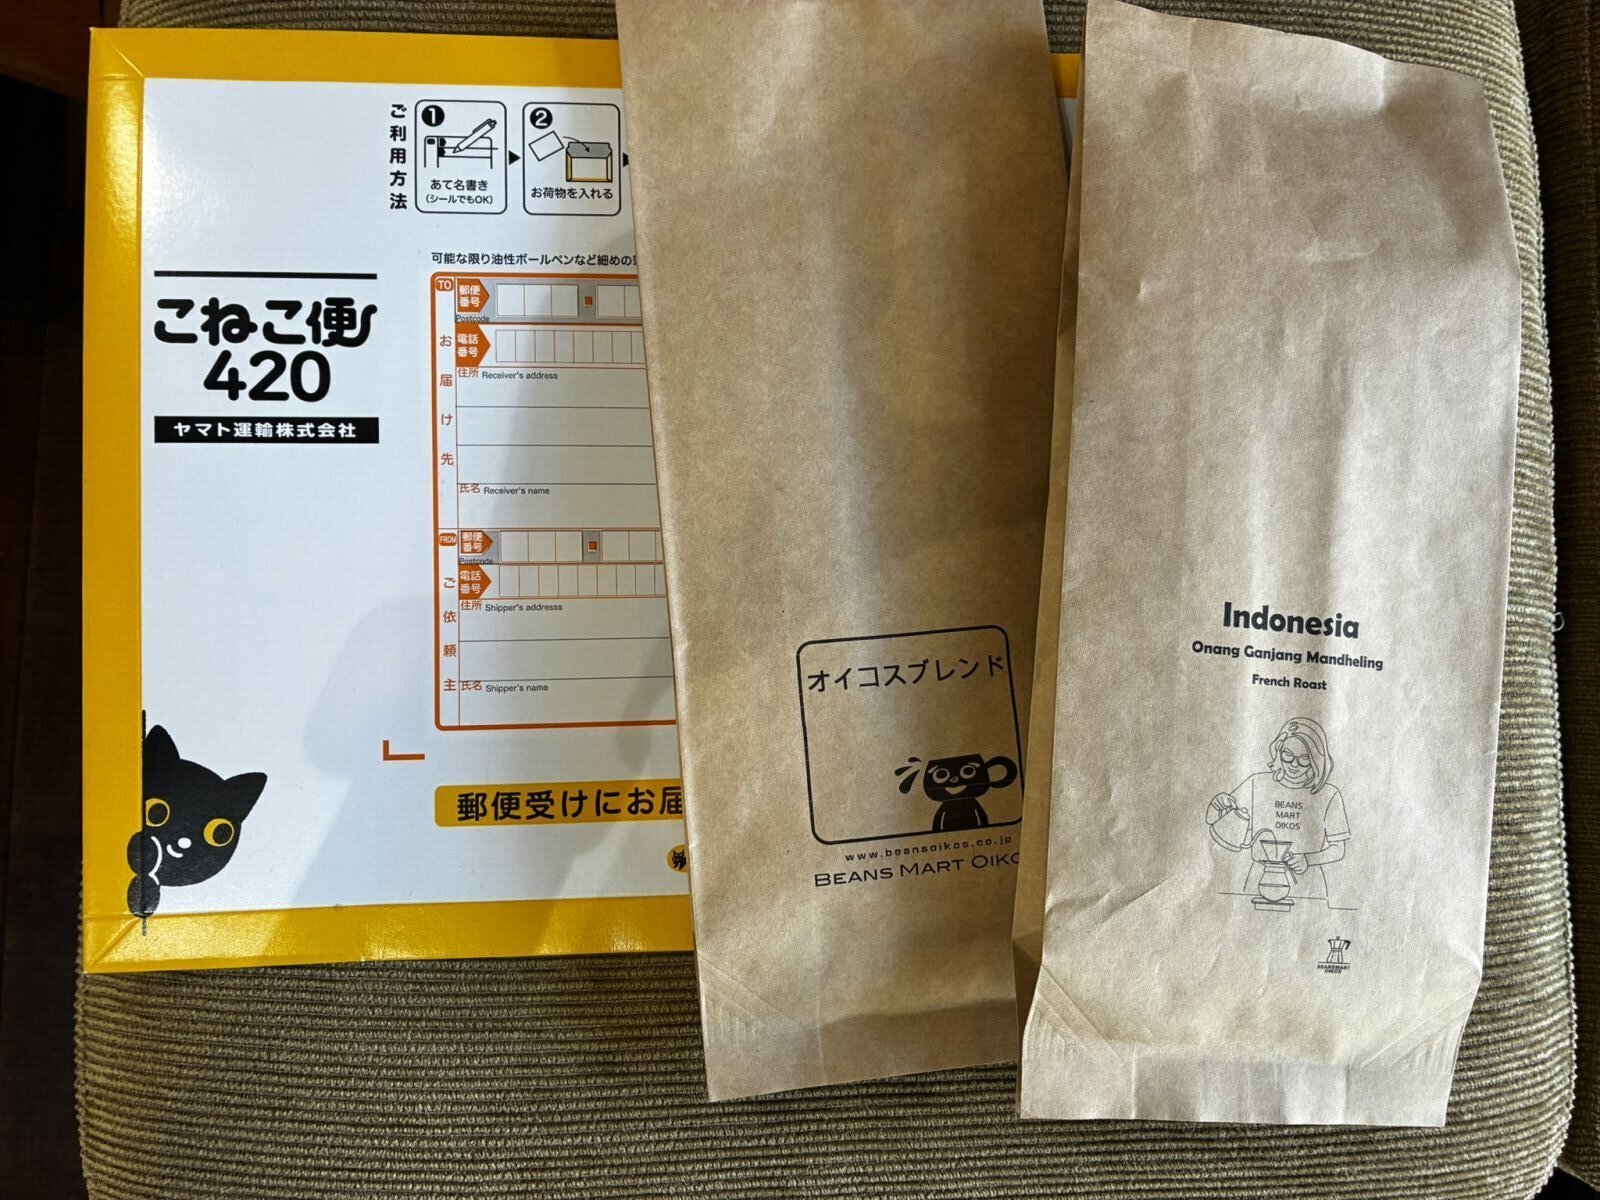 ご利用方法
1
あて名書き
(シールでもOK)
2
お荷物を入れる
こねこ便
420
ヤマト運輸株式会社
可能な限り油性ボールペンなど細めの
TO
お届け先
郵便
番号
Postcode
電話
番号
住所 Receiver's address
氏名 Receiver's name
FROM
ご依頼主
郵便
番号
Postcode
電話
番号
住所 Shipper's addresss
氏名 Shipper's name
郵便受けにお届
オイコスブレンド
www.beansoikos.co.jp
BEANS MART OIKO
Indonesia
Onang Ganjang Mandheling
French Roast
BEANS
MART
OIKOS
BEANSMART
OIKOS